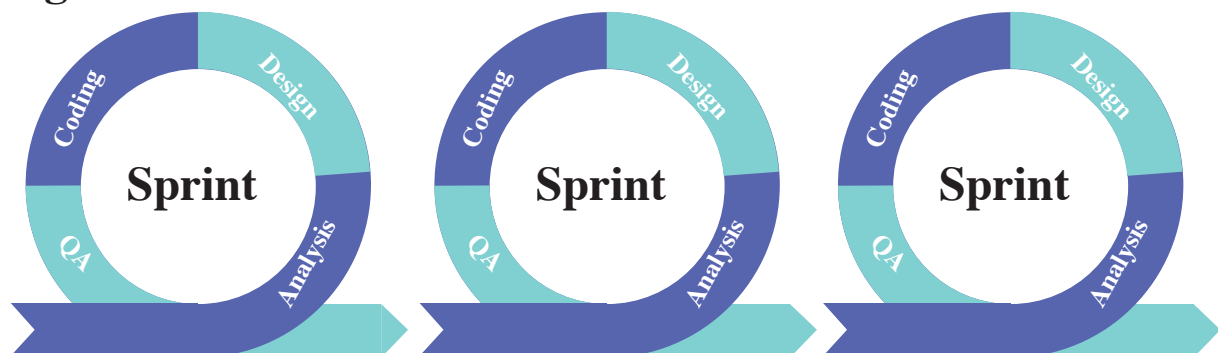 Coding
Design
Sprint
QA
Analysis
Coding
Design
Sprint
QA
Analysis
Coding
Design
Sprint
QA
Analysis